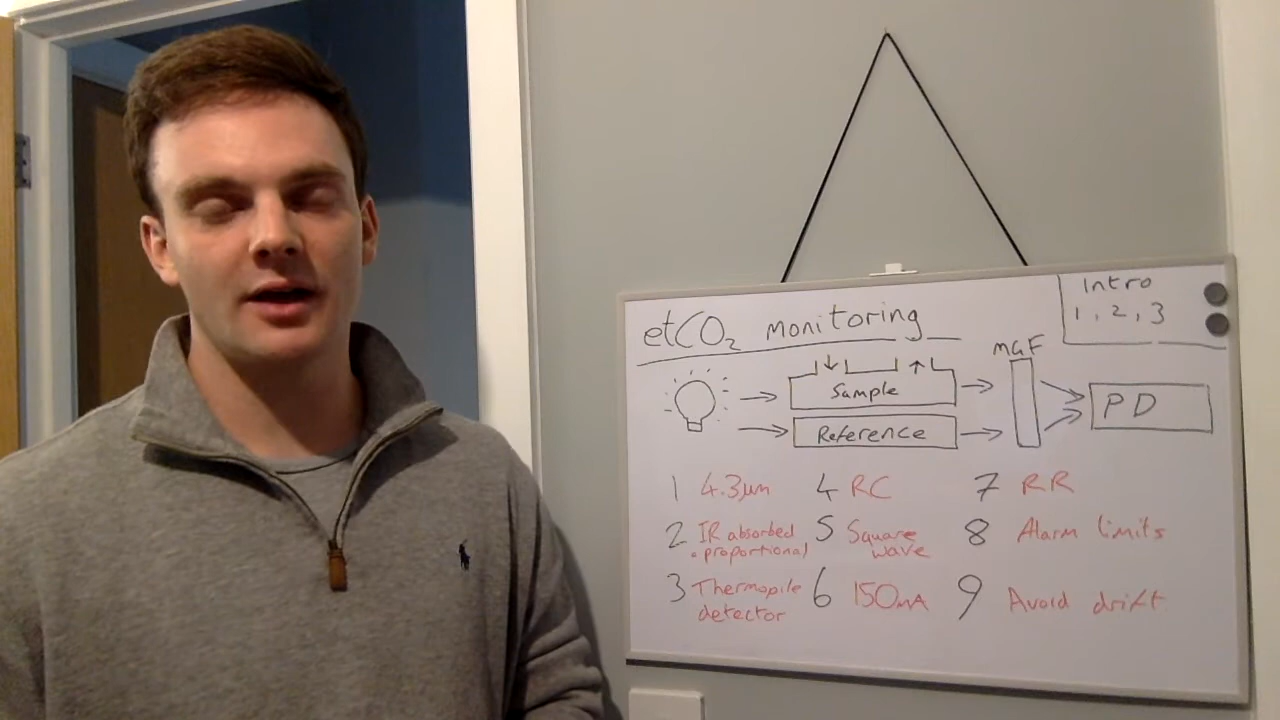 etCO₂ monitoring
Intro
1, 2, 3
MGF
Sample
Reference
PD
1 4.3μm
2 IR absorbed
proportional
3 Thermopile
detector
4 RC
5 Square
wave
6 150mA
7 RR
8 Alarm limits
9 Avoid drift